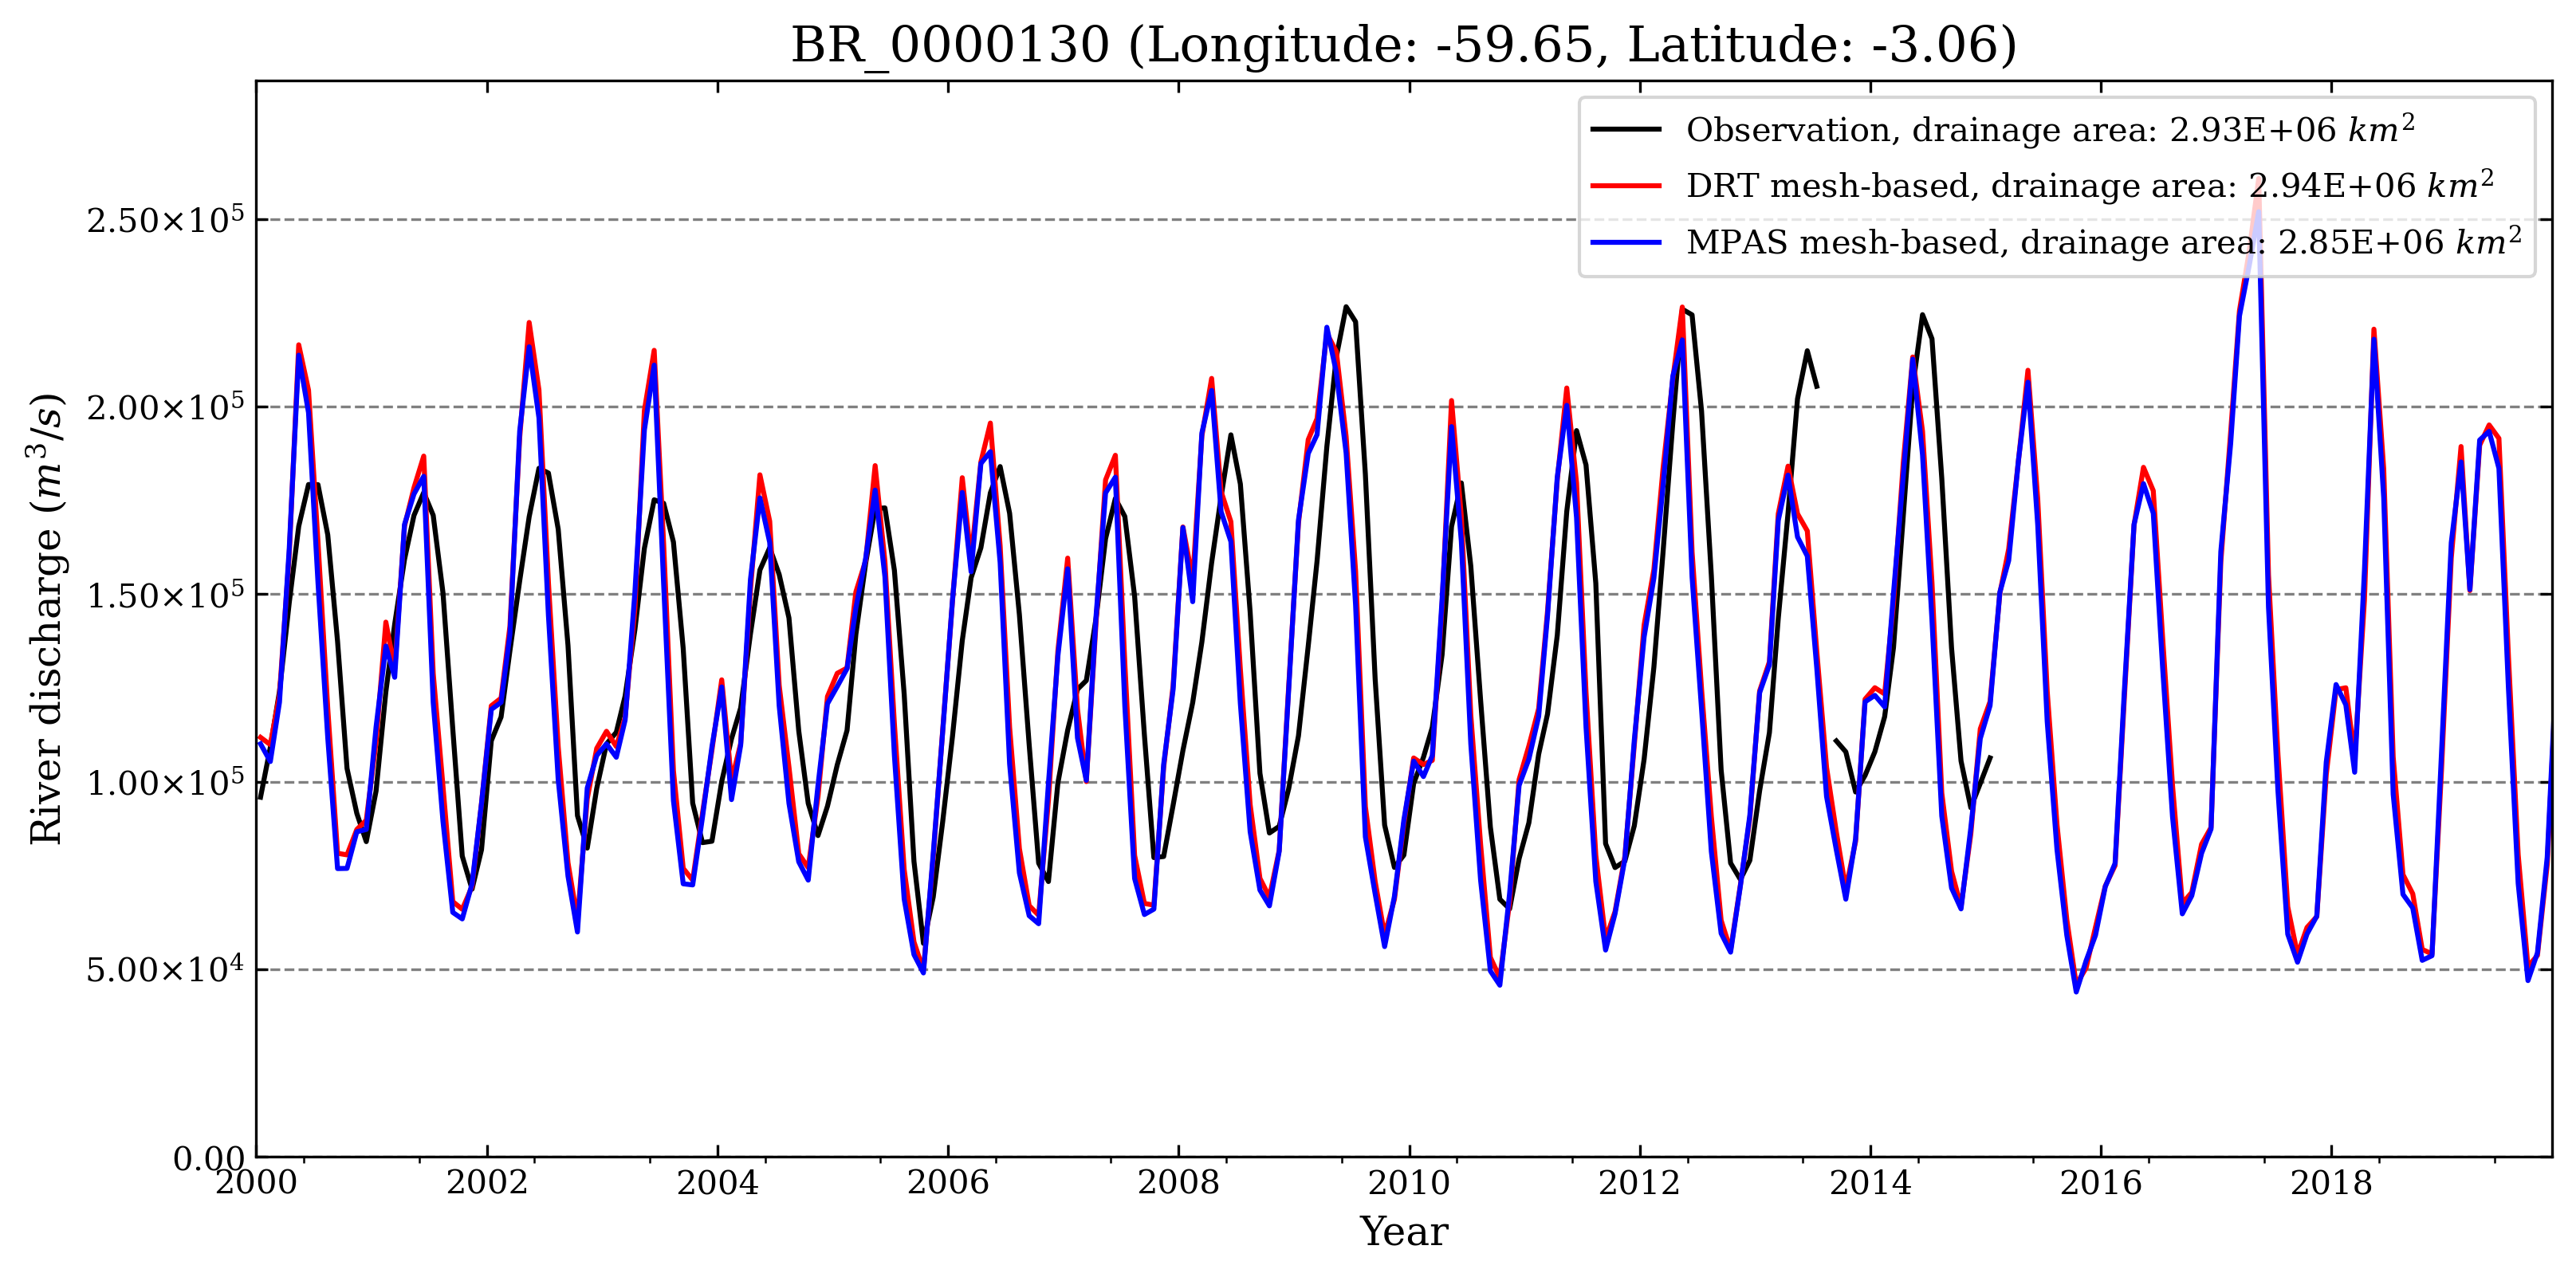 BR_0000130 (Longitude: -59.65, Latitude: -3.06)
Observation, drainage area: 2.93E+06 km²
DRT mesh-based, drainage area: 2.94E+06 km²
MPAS mesh-based, drainage area: 2.85E+06 km²
River discharge (m³/s)
2.50×10⁵
2.00×10⁵
1.50×10⁵
1.00×10⁵
5.00×10⁴
0.00
2000 2002 2004 2006 2008 2010 2012 2014 2016 2018
Year